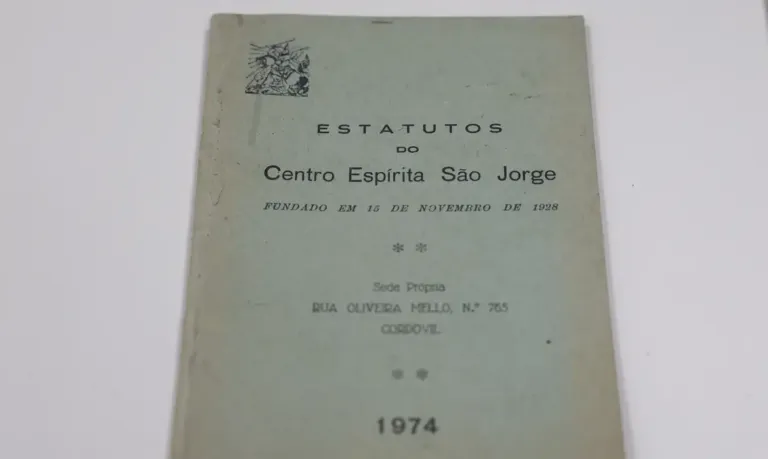 ESTATUTOS
DO
Centro Espírita São Jorge
FUNDADO EM 15 DE NOVEMBRO DE 1928
* *
Sede Própria
RUA OLIVEIRA MELLO, N.º 765
CORDOVIL
* *
1974